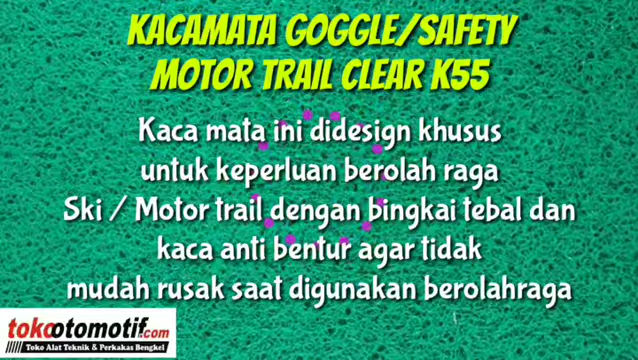 KACAMATA GOGGLE/SAFETY
MOTOR TRAIL CLEAR K55
Kaca mata ini didesign khusus
untuk keperluan berolah raga
Ski / Motor trail dengan bingkai tebal dan
kaca anti bentur agar tidak
mudah rusak saat digunakan berolahraga
tokootomotif.com
Toko Alat Teknik & Perkakas Bengkel